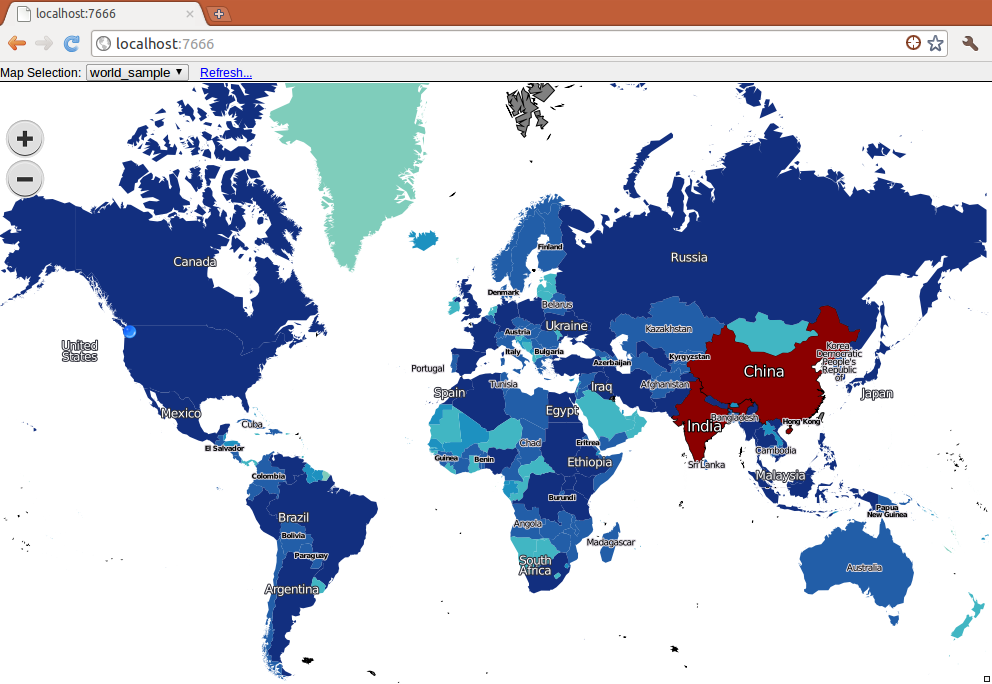 localhost:7666
localhost:7666
Map Selection: world_sample Refresh...
Canada
Finland
Russia
Denmark
Belarus
Ukraine
Kazakhstan
United
States
Austria
Italy
Bulgaria
Azerbaijan
Kyrgyzstan
Korea,
Democratic
People's
Republic
of
Portugal
China
Spain
Tunisia
Iraq
Afghanistan
Japan
Mexico
Cuba
Egypt
Bangladesh
Hong Kong
India
El Salvador
Chad
Eritrea
Guinea
Benin
Ethiopia
Cambodia
Sri Lanka
Colombia
Malaysia
Burundi
Papua
New Guinea
Brazil
Angola
Bolivia
Madagascar
Paraguay
South
Africa
Australia
Argentina